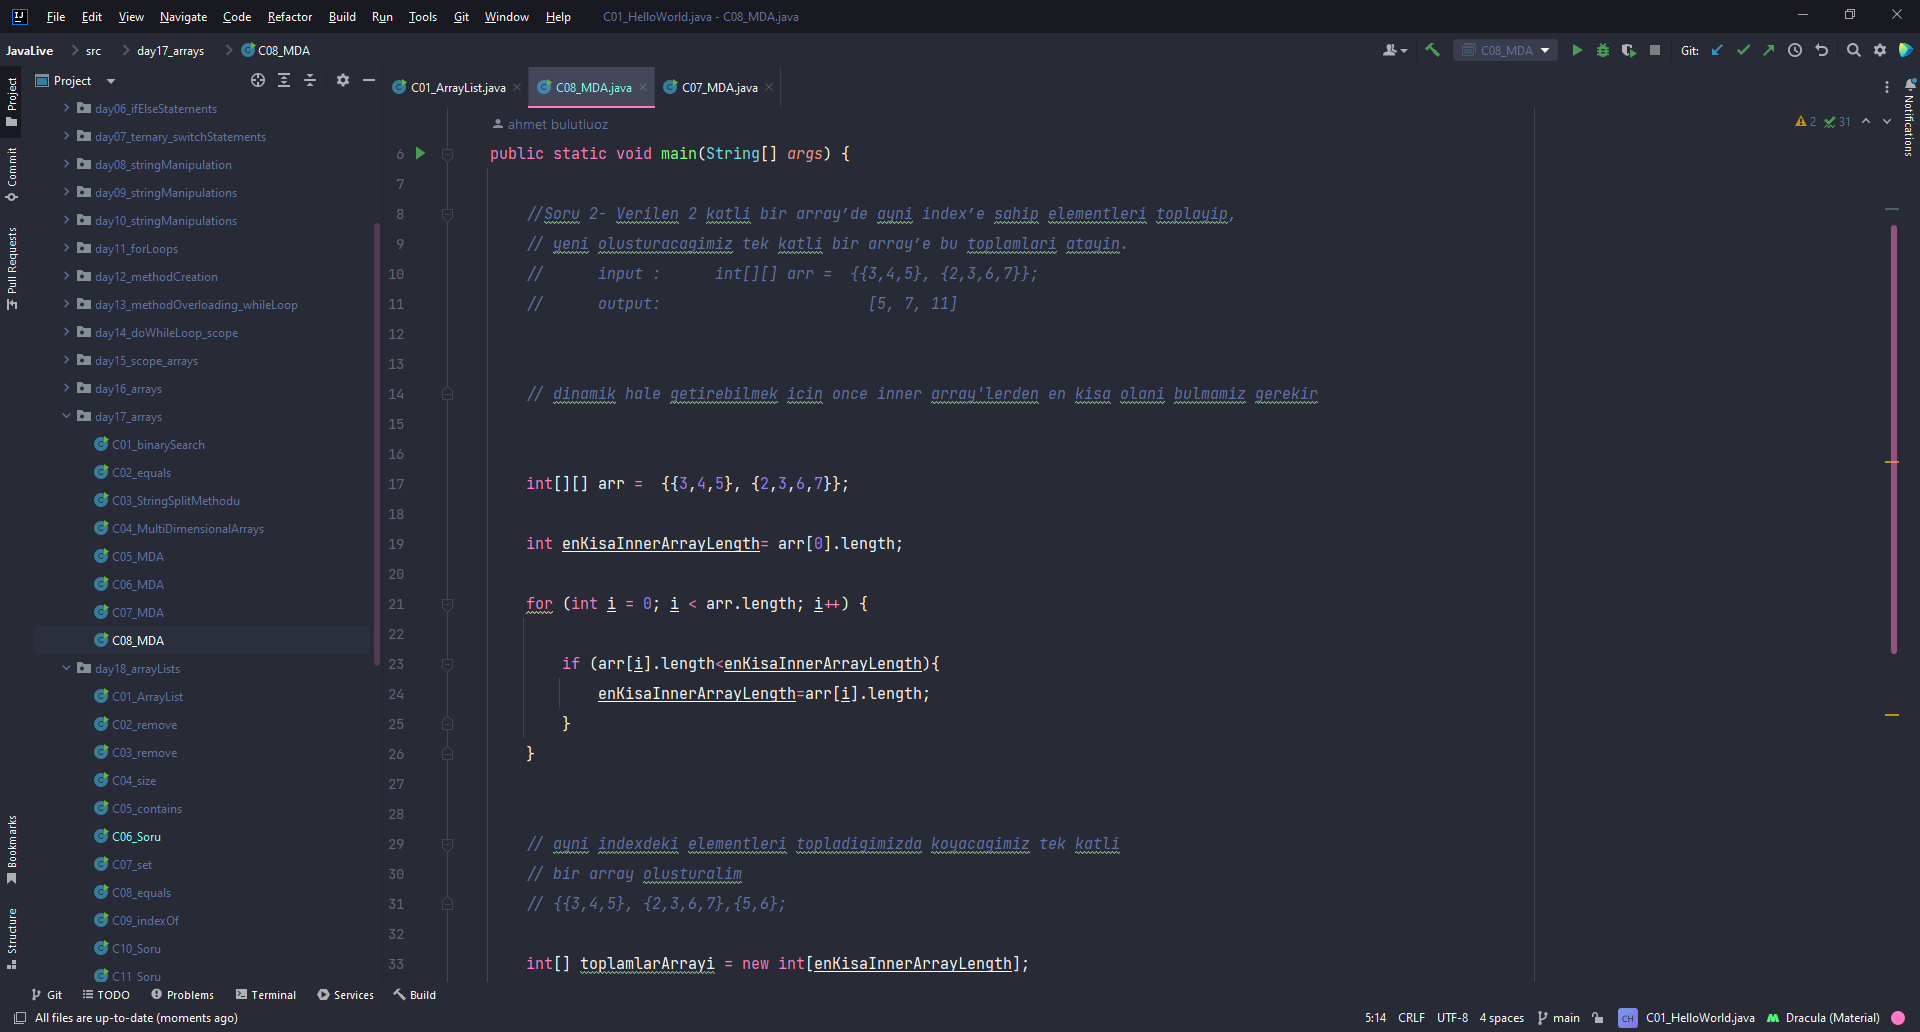 File Edit View Navigate Code Refactor Build Run Tools Git Window Help C01_HelloWorld.java - C08_MDA.java
JavaLive src day17_arrays C08_MDA C08_MDA Git:
Project
C01_ArrayList.java C08_MDA.java C07_MDA.java
Project
Commit
Pull Requests
Bookmarks
Structure
Notifications
day06_ifElseStatements
day07_ternary_switchStatements
day08_stringManipulation
day09_stringManipulations
day10_stringManipulations
day11_forLoops
day12_methodCreation
day13_methodOverloading_whileLoop
day14_doWhileLoop_scope
day15_scope_arrays
day16_arrays
day17_arrays
C01_binarySearch
C02_equals
C03_StringSplitMethodu
C04_MultiDimensionalArrays
C05_MDA
C06_MDA
C07_MDA
C08_MDA
day18_arrayLists
C01_ArrayList
C02_remove
C03_remove
C04_size
C05_contains
C06_Soru
C07_set
C08_equals
C09_indexOf
C10_Soru
C11_Soru
ahmet bulutluoz
2 31
6 public static void main(String[] args) {
7
8 //Soru 2- Verilen 2 katli bir array’de ayni index’e sahip elementleri toplayip,
9 // yeni olusturacagimiz tek katli bir array’e bu toplamlari atayin.
10 // input : int[][] arr = {{3,4,5}, {2,3,6,7}};
11 // output: [5, 7, 11]
12
13
14 // dinamik hale getirebilmek icin once inner array'lerden en kisa olani bulmamiz gerekir
15
16
17 int[][] arr = {{3,4,5}, {2,3,6,7}};
18
19 int enKisaInnerArrayLength= arr[0].length;
20
21 for (int i = 0; i < arr.length; i++) {
22
23 if (arr[i].length<enKisaInnerArrayLength){
24 enKisaInnerArrayLength=arr[i].length;
25 }
26 }
27
28
29 // ayni indexdeki elementleri topladigimizda koyacagimiz tek katli
30 // bir array olusturalim
31 // {{3,4,5}, {2,3,6,7},{5,6};
32
33 int[] toplamlarArrayi = new int[enKisaInnerArrayLength];
Git TODO Problems Terminal Services Build
All files are up-to-date (moments ago) 5:14 CRLF UTF-8 4 spaces main CH C01_HelloWorld.java Dracula (Material)